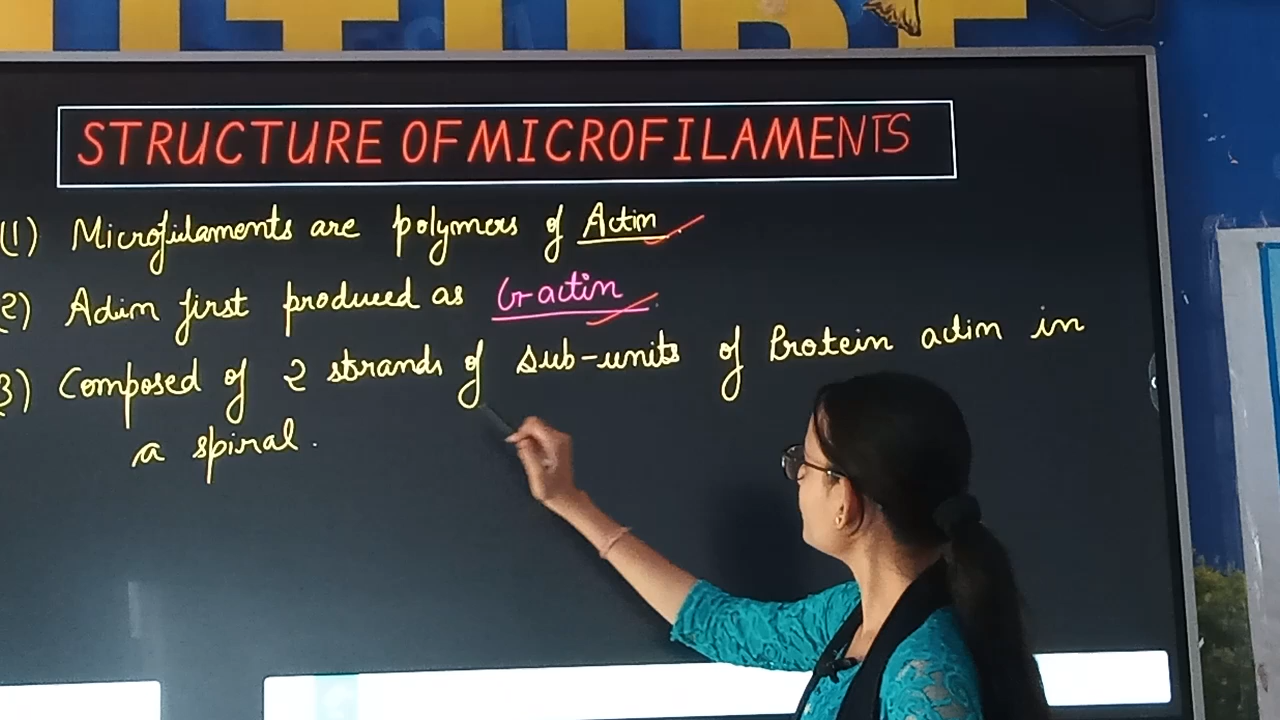 STRUCTURE OF MICROFILAMENTS
(1) Microfilaments are polymers of Actin.
(2) Actin first produced as G-actin.
(3) Composed of 2 strands of sub-units of Protein actin in
a spiral.